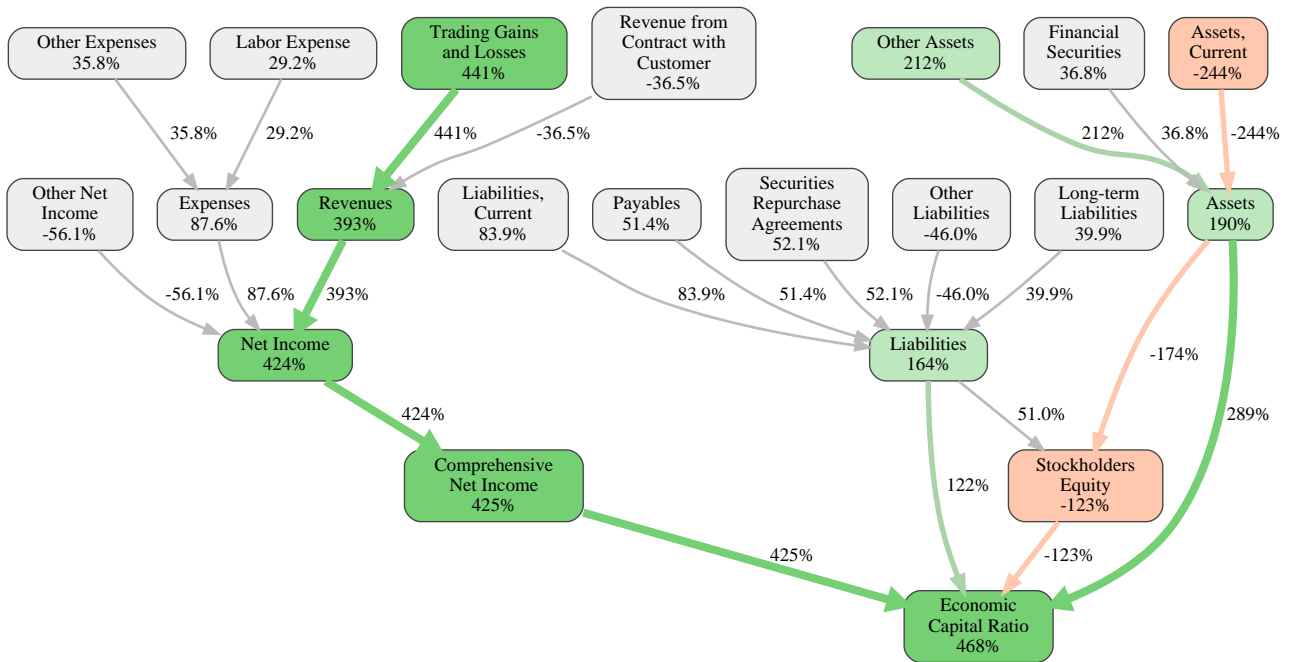 Other Expenses
35.8%
Labor Expense
29.2%
Trading Gains
and Losses
441%
Revenue from
Contract with
Customer
-36.5%
Other Assets
212%
Financial
Securities
36.8%
Assets,
Current
-244%
35.8%
29.2%
441%
-36.5%
212%
36.8%
-244%
Other Net
Income
-56.1%
Expenses
87.6%
Revenues
393%
Liabilities,
Current
83.9%
Payables
51.4%
Securities
Repurchase
Agreements
52.1%
Other
Liabilities
-46.0%
Long-term
Liabilities
39.9%
Assets
190%
-56.1%
87.6%
393%
83.9%
51.4%
52.1%
-46.0%
39.9%
Net Income
424%
Liabilities
164%
-174%
289%
424%
51.0%
Comprehensive
Net Income
425%
122%
Stockholders
Equity
-123%
425%
-123%
Economic
Capital Ratio
468%